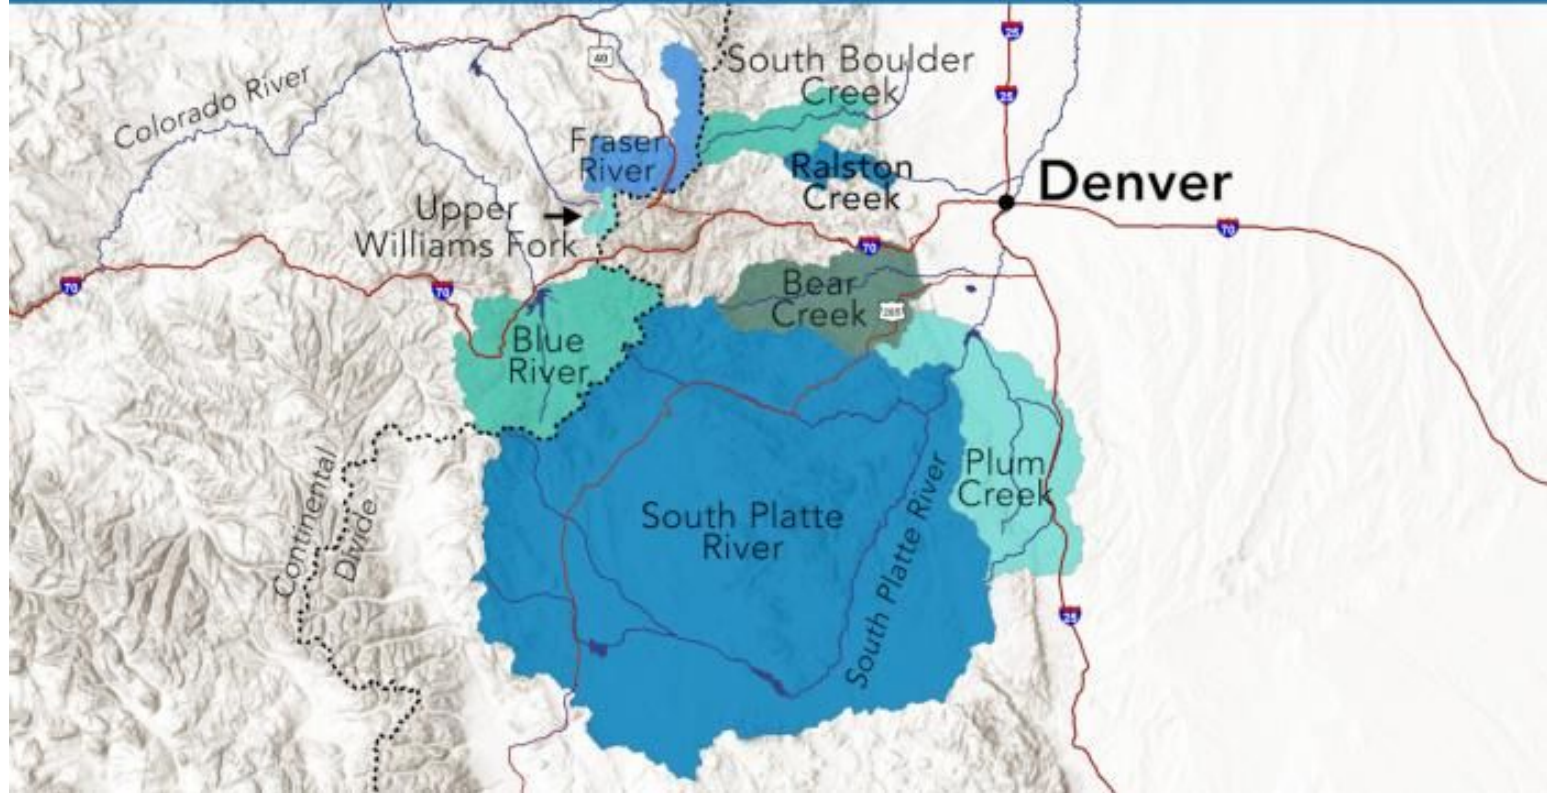 25
40
South Boulder
Creek
25
Colorado River
Fraser
River
Ralston
Creek
Denver
Upper
Williams Fork
70
70
70
70
Bear
Creek
285
Blue
River
Plum
Creek
South Platte
River
South Platte River
Continental
Divide
25